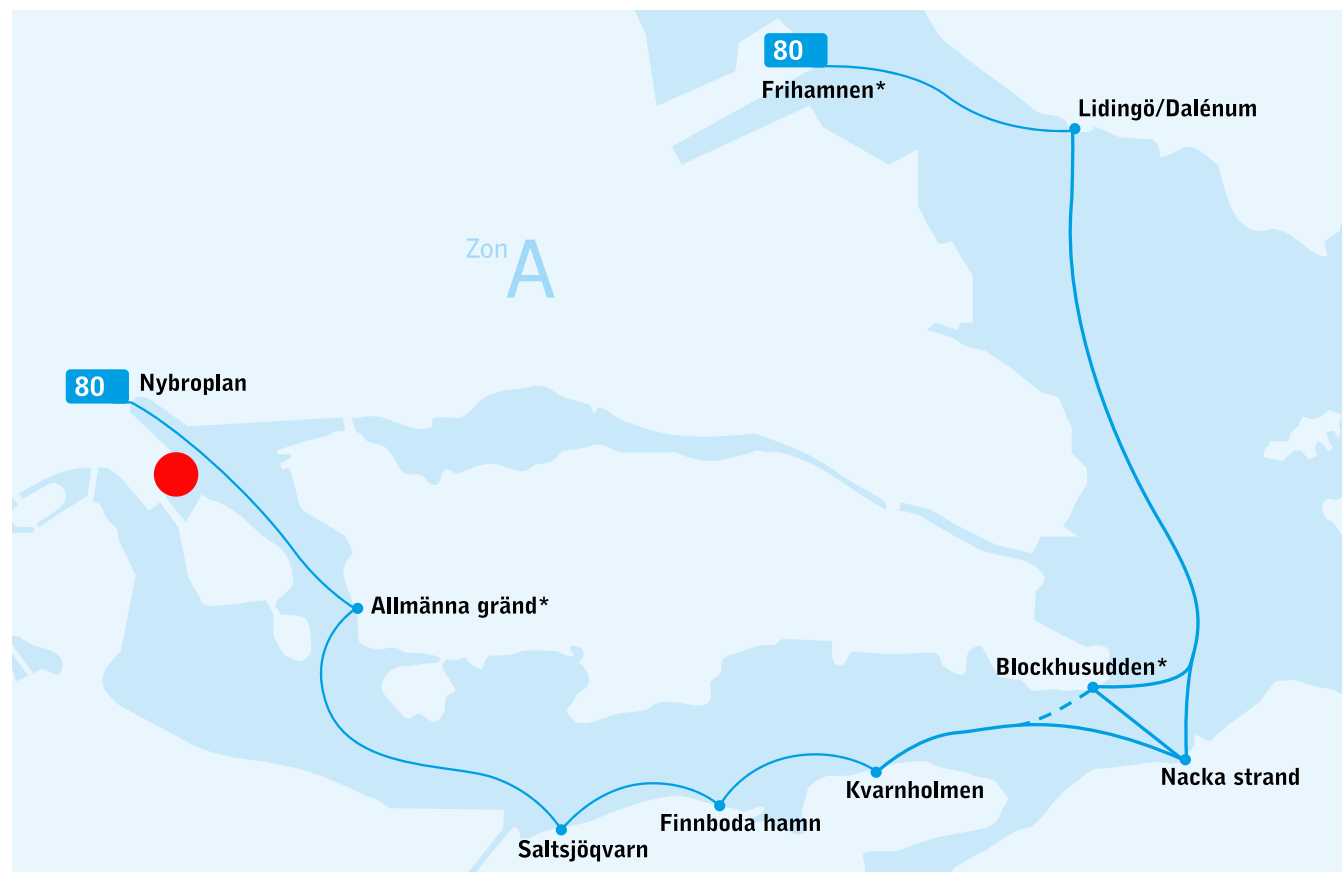 80
Frihamnen*
Lidingö/Dalénum
Zon A
80 Nybroplan
Allmänna gränd*
Blockhusudden*
Nacka strand
Kvarnholmen
Finnboda hamn
Saltsjöqvarn